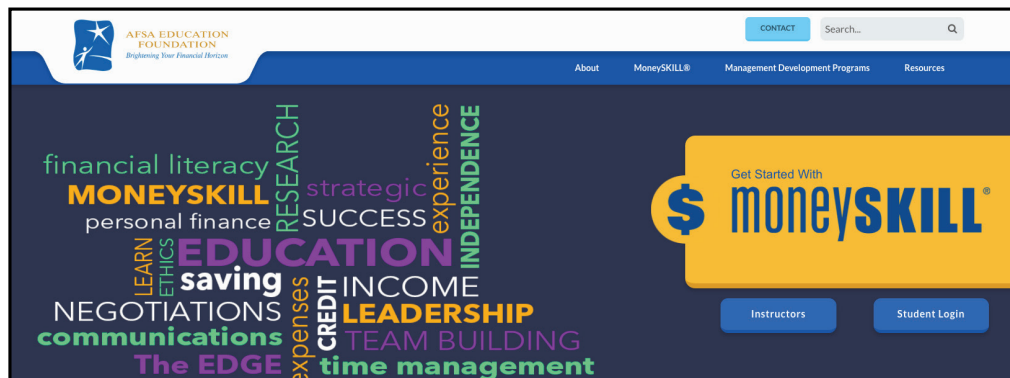 AFSA EDUCATION
FOUNDATION
Brightening Your Financial Horizon
CONTACT
Search...
About
MoneySKILL®
Management Development Programs
Resources
financial literacy
MONEYSKILL
personal finance
RESEARCH
strategic
SUCCESS
experience
INDEPENDENCE
LEARN
ETHICS
EDUCATION
saving
NEGOTIATIONS
communications
The EDGE
expenses
CREDIT
INCOME
LEADERSHIP
TEAM BUILDING
time management
Get Started With
$ moneySKILL®
Instructors
Student Login